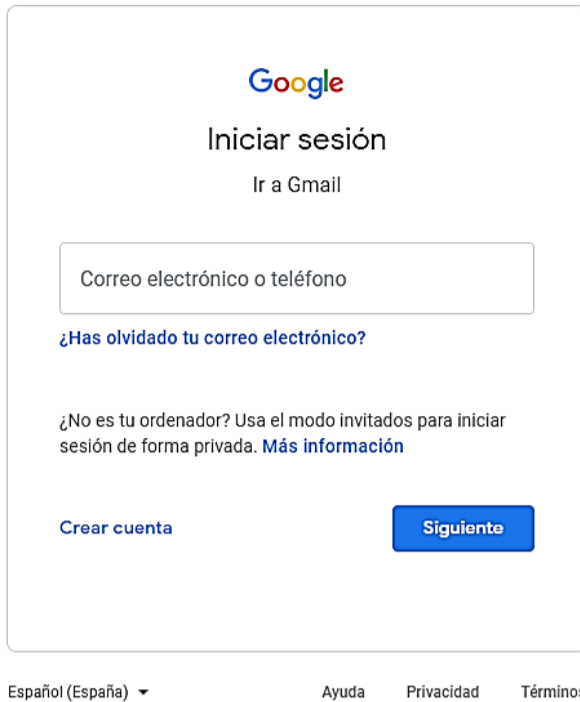 Google
Iniciar sesión
Ir a Gmail
Correo electrónico o teléfono
¿Has olvidado tu correo electrónico?
¿No es tu ordenador? Usa el modo invitados para iniciar
sesión de forma privada. Más información
Crear cuenta
Siguiente
Español (España)
Ayuda
Privacidad
Términos